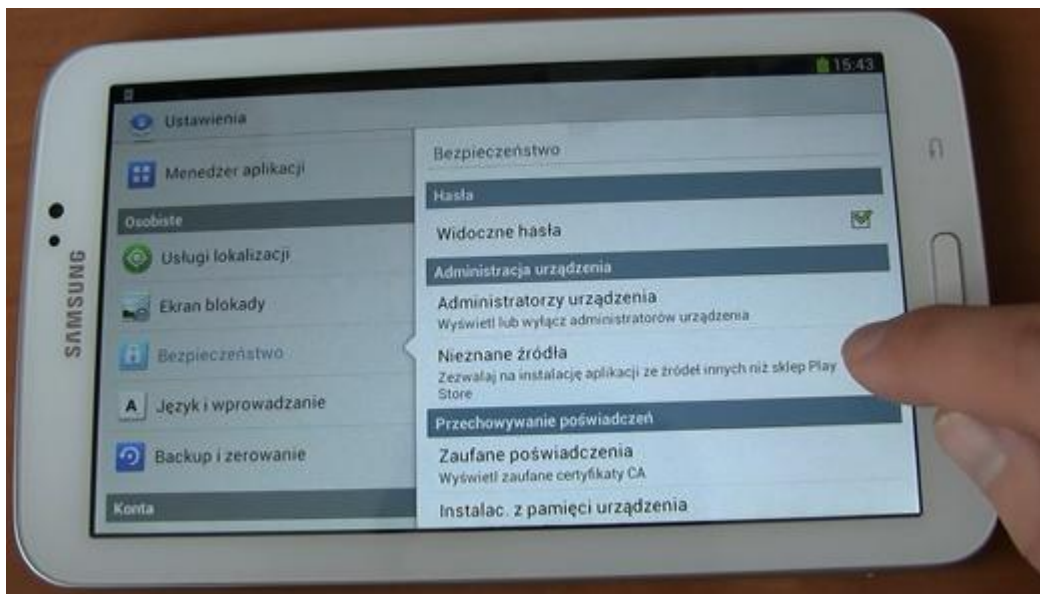 15:43
Ustawienia
Menedżer aplikacji
Osobiste
Usługi lokalizacji
Ekran blokady
Bezpieczeństwo
Język i wprowadzanie
Backup i zerowanie
Konta
Bezpieczeństwo
Hasła
Widoczne hasła
Administracja urządzenia
Administratorzy urządzenia
Wyświetl lub wyłącz administratorów urządzenia
Nieznane źródła
Zezwalaj na instalację aplikacji ze źródeł innych niż sklep Play
Store
Przechowywanie poświadczeń
Zaufane poświadczenia
Wyświetl zaufane certyfikaty CA
Instalac. z pamięci urządzenia
SAMSUNG
A